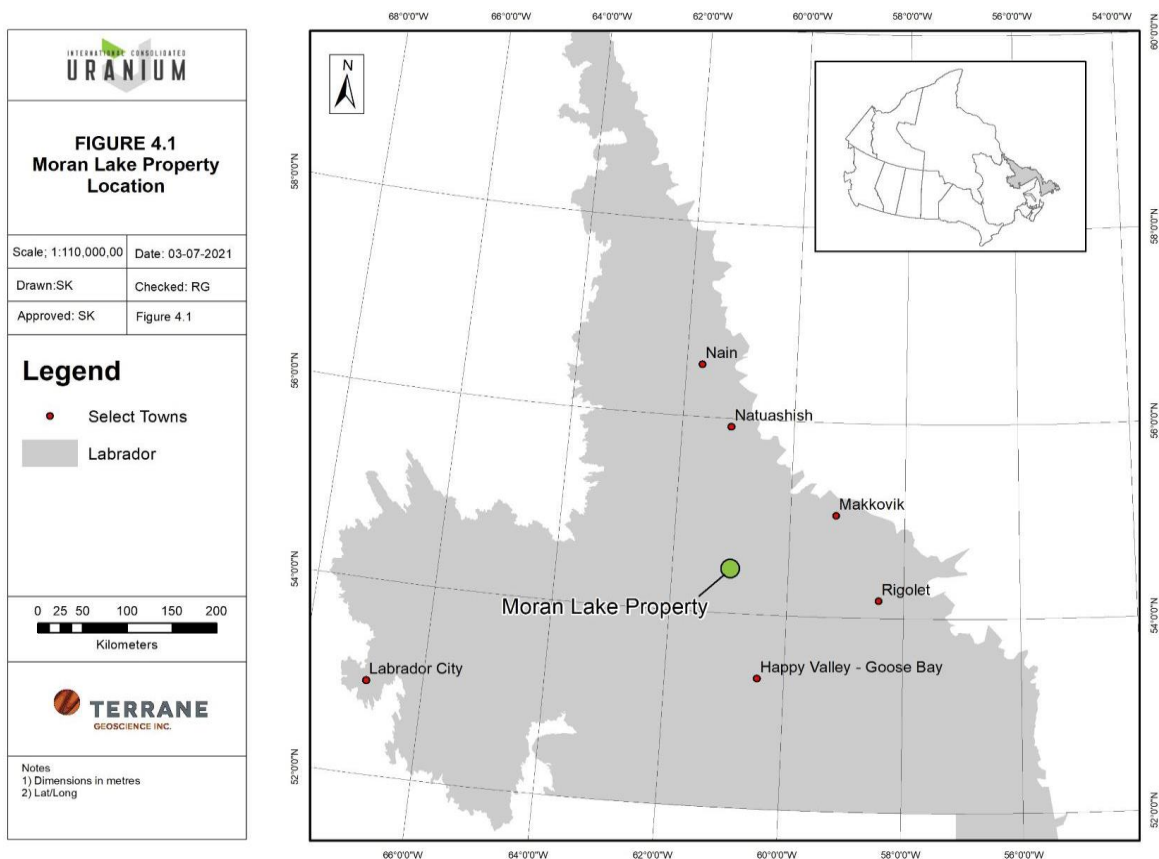 INTERNATIONAL CONSOLIDATED
URANIUM
FIGURE 4.1
Moran Lake Property
Location
Scale; 1:110,000,00
Date: 03-07-2021
Drawn:SK
Checked: RG
Approved: SK
Figure 4.1
Legend
Select Towns
Labrador
0 25 50 100 150 200
Kilometers
TERRANE
GEOSCIENCE INC.
Notes
1) Dimensions in metres
2) Lat/Long
68°0'0"W 66°0'0"W 64°0'0"W 62°0'0"W 60°0'0"W 58°0'0"W 56°0'0"W 54°0'0"W
N
60°0'0"N
58°0'0"N
58°0'0"N
Nain
56°0'0"N
Natuashish
56°0'0"N
Makkovik
54°0'0"N
Moran Lake Property
Rigolet
54°0'0"N
Labrador City
Happy Valley - Goose Bay
52°0'0"N
52°0'0"N
66°0'0"W 64°0'0"W 62°0'0"W 60°0'0"W 58°0'0"W 56°0'0"W